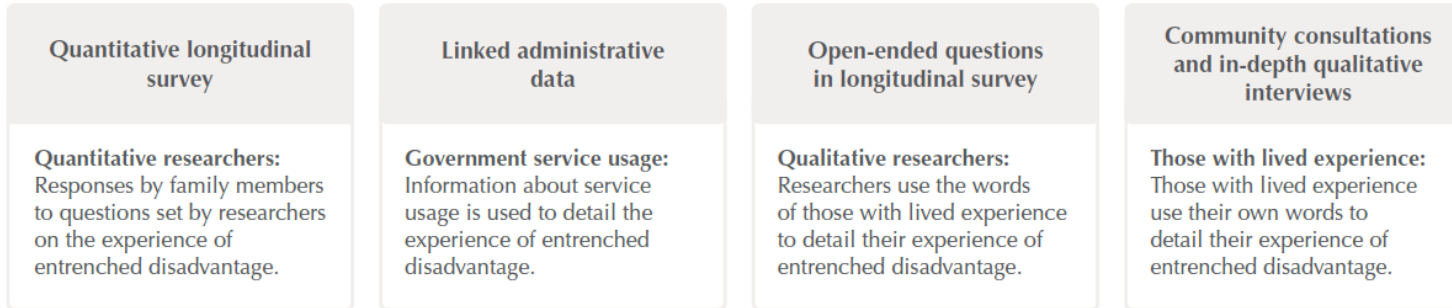 Quantitative longitudinal
survey
Quantitative researchers:
Responses by family members
to questions set by researchers
on the experience of
entrenched disadvantage.
Linked administrative
data
Government service usage:
Information about service
usage is used to detail the
experience of entrenched
disadvantage.
Open-ended questions
in longitudinal survey
Qualitative researchers:
Researchers use the words
of those with lived experience
to detail their experience of
entrenched disadvantage.
Community consultations
and in-depth qualitative
interviews
Those with lived experience:
Those with lived experience
use their own words to
detail their experience of
entrenched disadvantage.